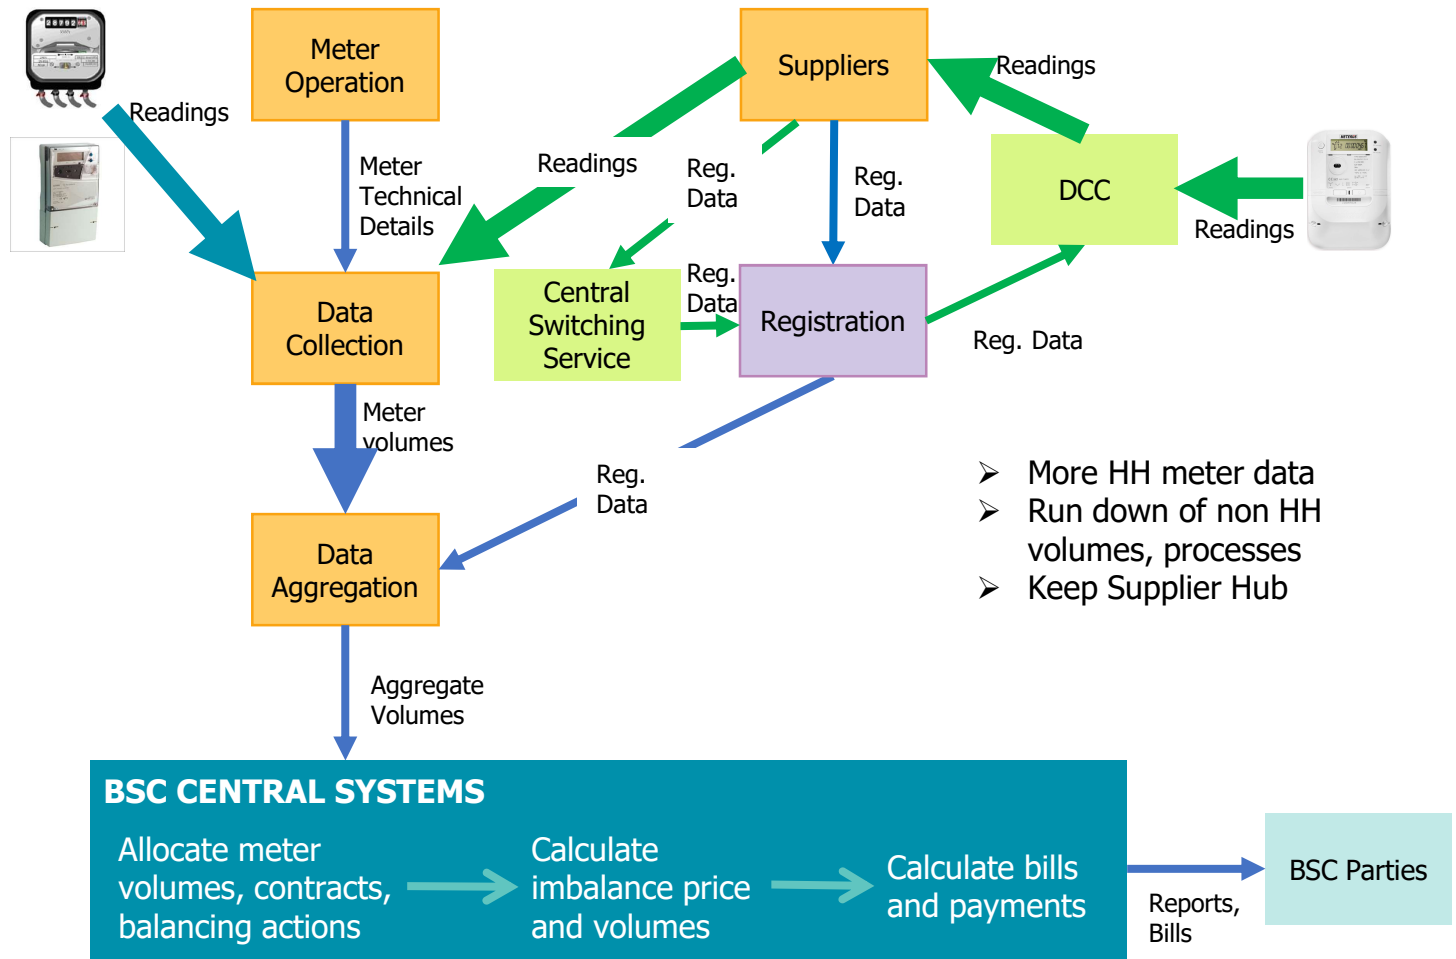 Meter
Operation
Suppliers
Readings
Readings
Readings
Meter
Technical
Details
Reg.
Data
Reg.
Data
DCC
Readings
Data
Collection
Central
Switching
Service
Reg.
Data
Registration
Reg. Data
Meter
volumes
Reg.
Data
➢ More HH meter data
➢ Run down of non HH
volumes, processes
➢ Keep Supplier Hub
Data
Aggregation
Aggregate
Volumes
BSC CENTRAL SYSTEMS
Allocate meter
volumes, contracts,
balancing actions
Calculate
imbalance price
and volumes
Calculate bills
and payments
Reports,
Bills
BSC Parties